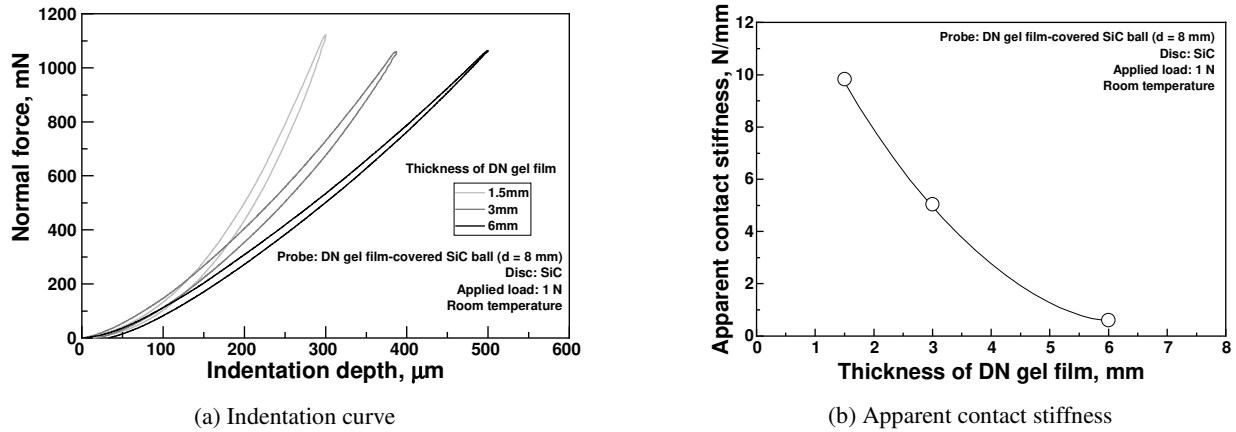 1200
1000
800
600
400
200
0
Normal force, mN
Thickness of DN gel film
1.5mm
3mm
6mm
Probe: DN gel film-covered SiC ball (d = 8 mm)
Disc: SiC
Applied load: 1 N
Room temperature
0 100 200 300 400 500 600
Indentation depth, μm
(a) Indentation curve
12
10
8
6
4
2
0
Apparent contact stiffness, N/mm
Probe: DN gel film-covered SiC ball (d = 8 mm)
Disc: SiC
Applied load: 1 N
Room temperature
0 1 2 3 4 5 6 7 8
Thickness of DN gel film, mm
(b) Apparent contact stiffness